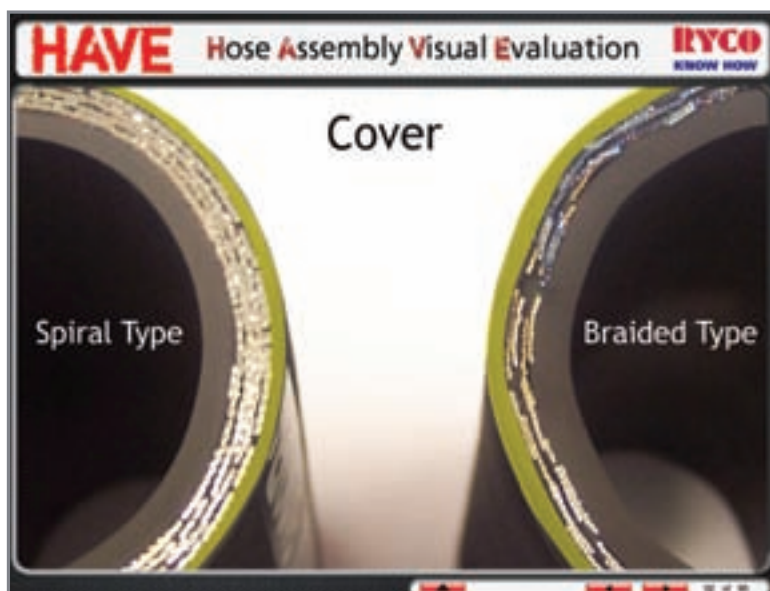 HAVE Hose Assembly Visual Evaluation RYCO
KNOW HOW
Cover
Spiral Type
Braided Type